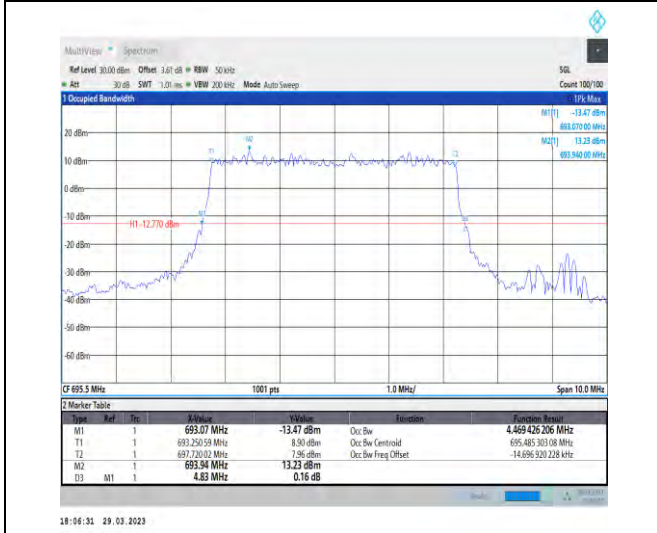 MultiView Spectrum
Ref Level 30.00 dBm Offset 3.61 dB RBW 50 kHz SGL
Att 30 dB SWT 1.01 ms VBW 200 kHz Mode Auto Sweep Count 100/100
1 Occupied Bandwidth 1Pk Max
M1[1] -13.47 dBm
693.070 00 MHz
M2[1] 13.23 dBm
693.940 00 MHz
20 dBm
M2
T1 T2
10 dBm
0 dBm
-10 dBm
M1
H1 -12.770 dBm
-20 dBm
-30 dBm
-40 dBm
-50 dBm
-60 dBm
CF 695.5 MHz 1001 pts 1.0 MHz/ Span 10.0 MHz
2 Marker Table
Type Ref Trc X-Value Y-Value Function Function Result
M1 1 693.07 MHz -13.47 dBm Occ Bw 4.469 426 206 MHz
T1 1 693.250 59 MHz 8.90 dBm Occ Bw Centroid 695.485 303 08 MHz
T2 1 697.720 02 MHz 7.96 dBm Occ Bw Freq Offset -14.696 920 228 kHz
M2 1 693.94 MHz 13.23 dBm
D3 M1 1 4.83 MHz 0.16 dB
18:06:31 29.03.2023